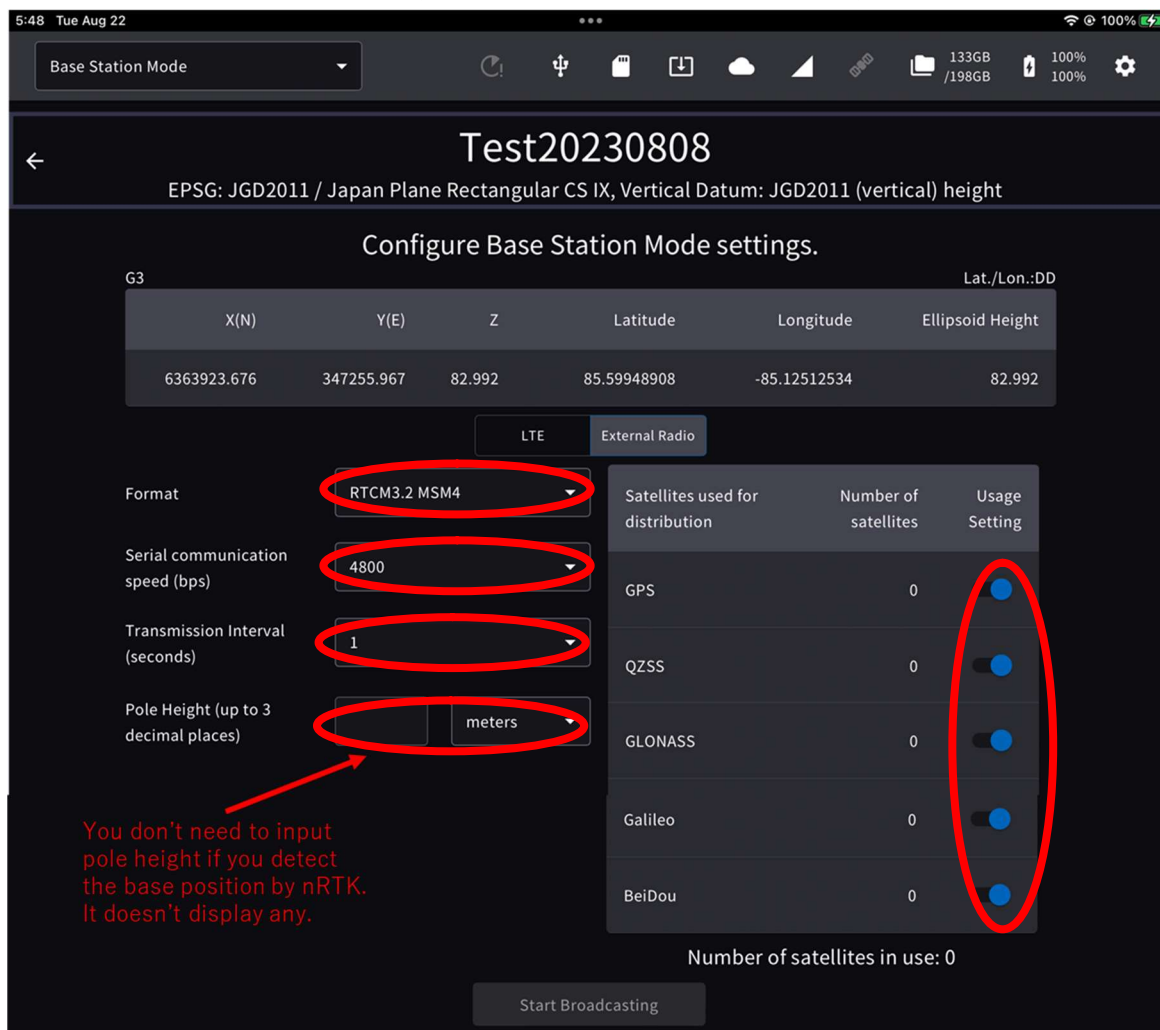 5:48 Tue Aug 22
100%
Base Station Mode
133GB
/198GB
100%
100%
Test20230808
EPSG: JGD2011 / Japan Plane Rectangular CS IX, Vertical Datum: JGD2011 (vertical) height
Configure Base Station Mode settings.
G3
Lat./Lon.:DD
X(N) Y(E) Z Latitude Longitude Ellipsoid Height
6363923.676 347255.967 82.992 85.59948908 -85.12512534 82.992
LTE External Radio
Format
RTCM3.2 MSM4
Serial communication
speed (bps)
4800
Transmission Interval
(seconds)
1
Pole Height (up to 3
decimal places)
meters
You don't need to input
pole height if you detect
the base position by nRTK.
It doesn't display any.
Satellites used for
distribution
Number of
satellites
Usage
Setting
GPS 0
QZSS 0
GLONASS 0
Galileo 0
BeiDou 0
Number of satellites in use: 0
Start Broadcasting